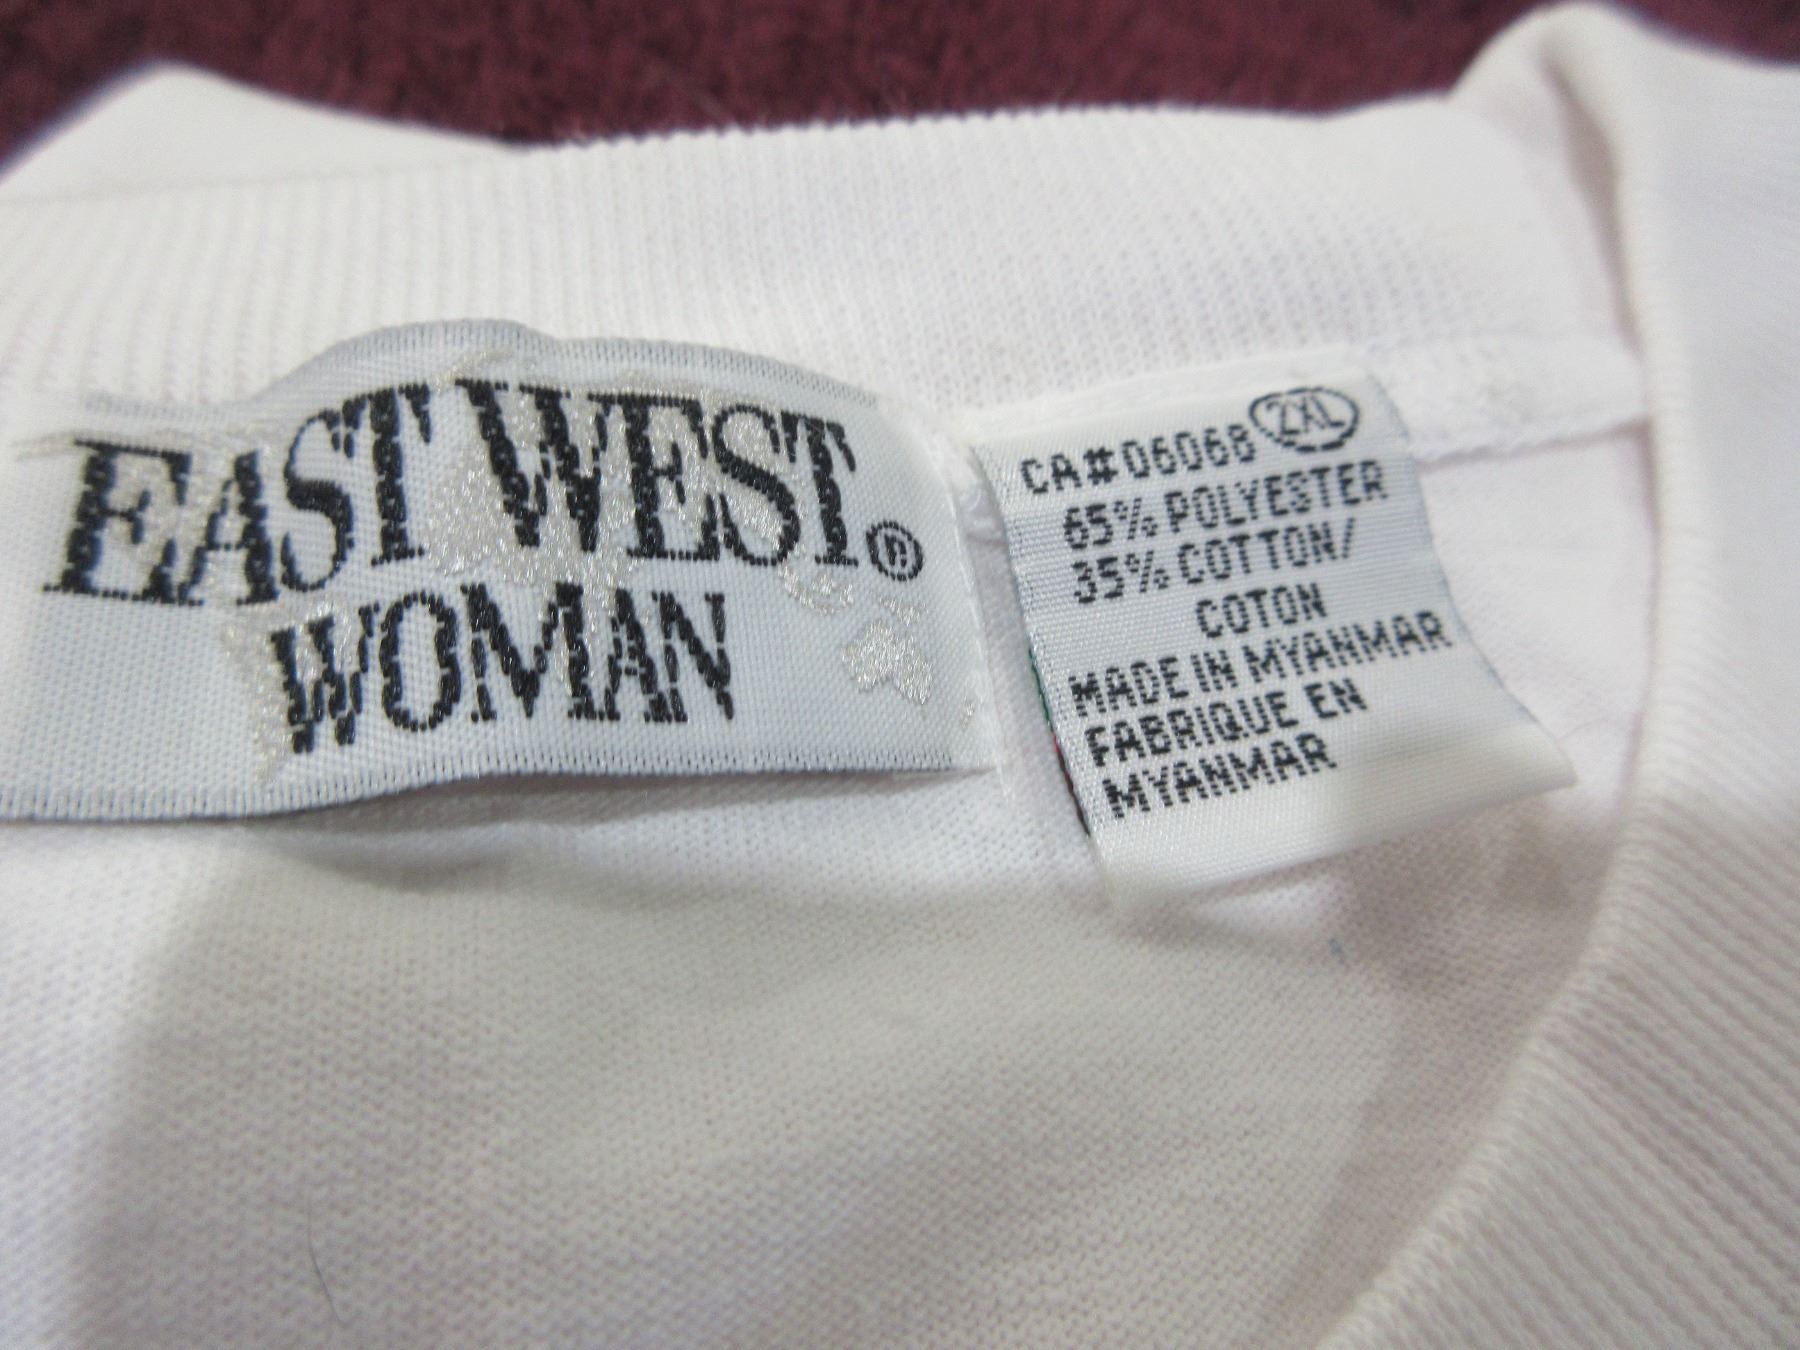 EAST WEST®
WOMAN
CA#06068 2XL
65% POLYESTER
35% COTTON/
COTON
MADE IN MYANMAR
FABRIQUE EN
MYANMAR